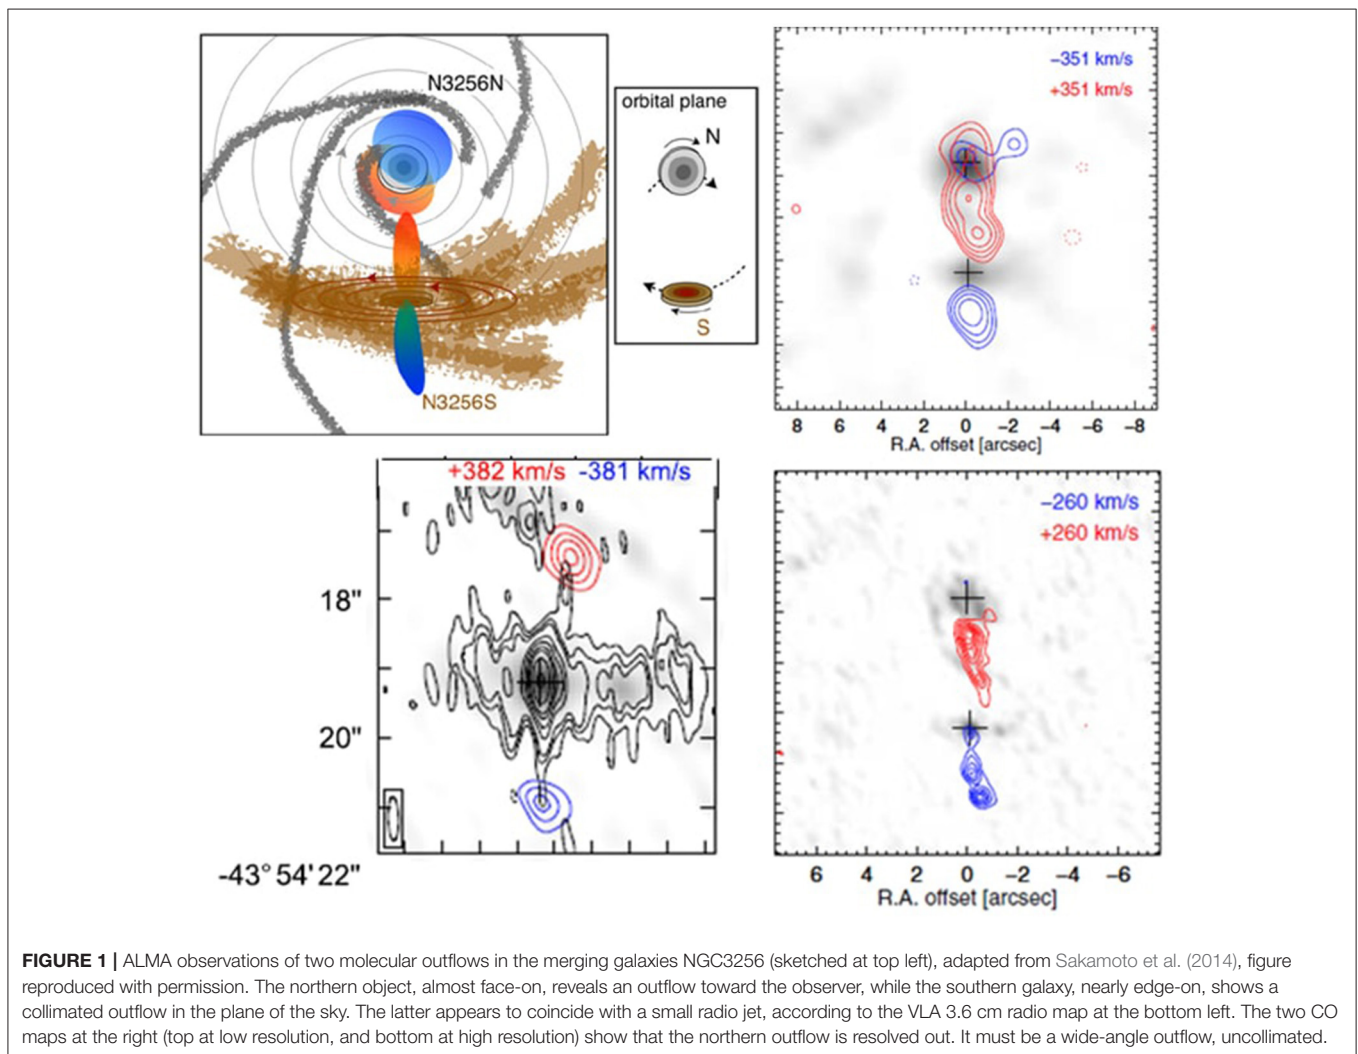 N3256N
N3256S
orbital plane
N
S
−351 km/s
+351 km/s
8 6 4 2 0 −2 −4 −6 −8
R.A. offset [arcsec]
+382 km/s -381 km/s
18"
20"
-43° 54' 22"
−260 km/s
+260 km/s
6 4 2 0 −2 −4 −6
R.A. offset [arcsec]
FIGURE 1 | ALMA observations of two molecular outflows in the merging galaxies NGC3256 (sketched at top left), adapted from Sakamoto et al. (2014), figure
reproduced with permission. The northern object, almost face-on, reveals an outflow toward the observer, while the southern galaxy, nearly edge-on, shows a
collimated outflow in the plane of the sky. The latter appears to coincide with a small radio jet, according to the VLA 3.6 cm radio map at the bottom left. The two CO
maps at the right (top at low resolution, and bottom at high resolution) show that the northern outflow is resolved out. It must be a wide-angle outflow, uncollimated.